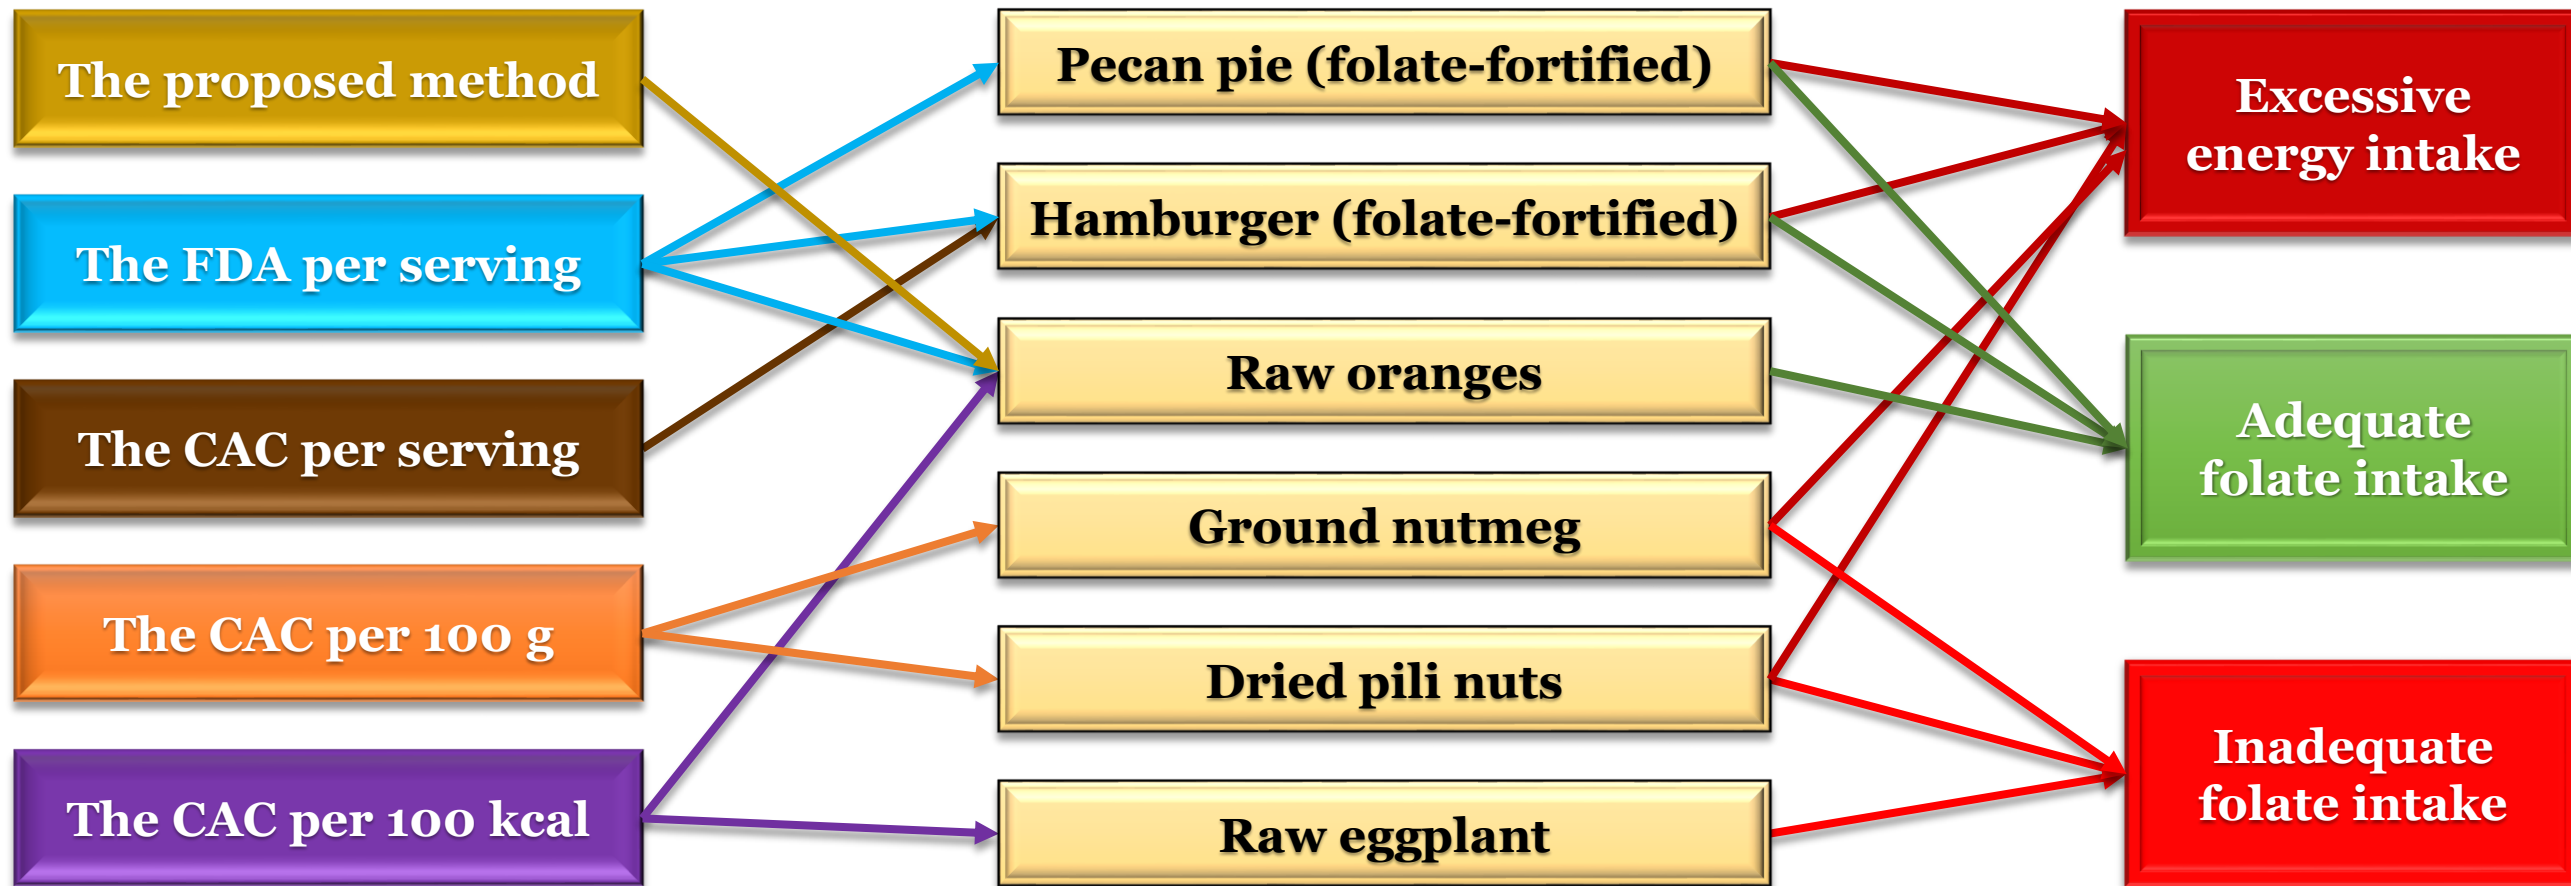 The proposed method
The FDA per serving
The CAC per serving
The CAC per 100 g
The CAC per 100 kcal
Pecan pie (folate-fortified)
Hamburger (folate-fortified)
Raw oranges
Ground nutmeg
Dried pili nuts
Raw eggplant
Excessive
energy intake
Adequate
folate intake
Inadequate
folate intake